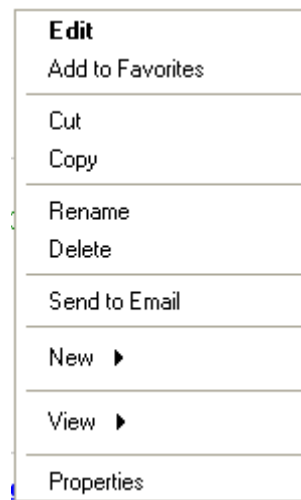 Edit
Add to Favorites
Cut
Copy
Rename
Delete
Send to Email
New
View
Properties